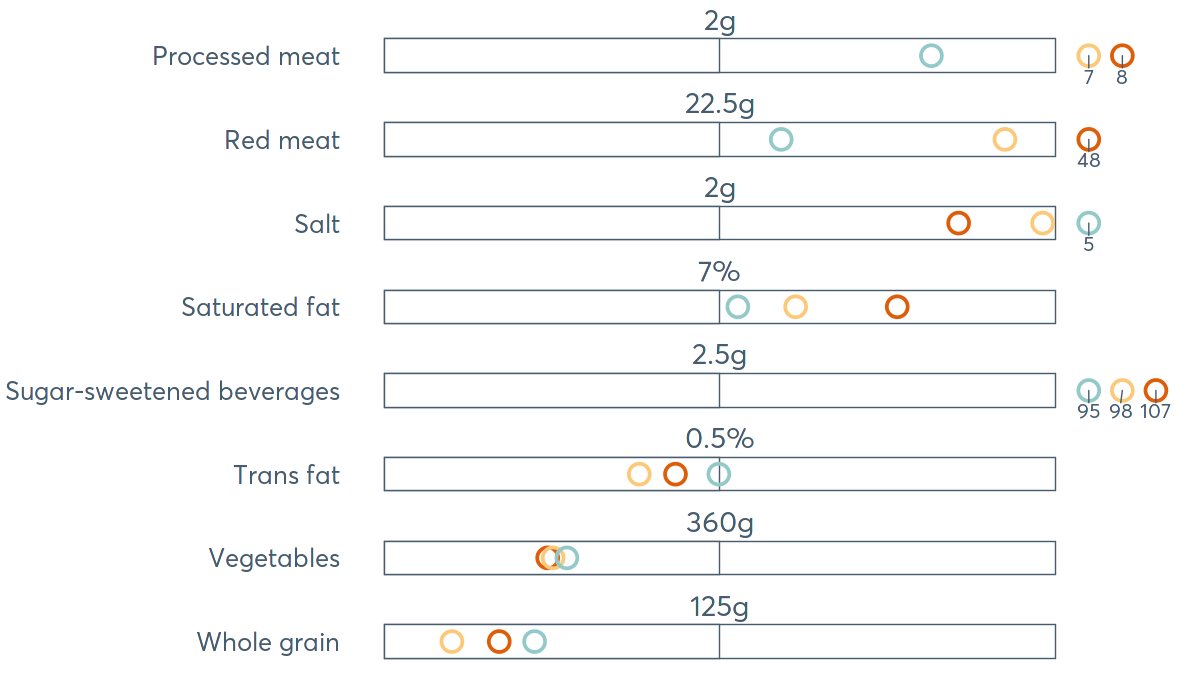 2g
Processed meat
7 8
22.5g
Red meat
48
2g
Salt
5
7%
Saturated fat
2.5g
Sugar-sweetened beverages
95 98 107
0.5%
Trans fat
360g
Vegetables
125g
Whole grain